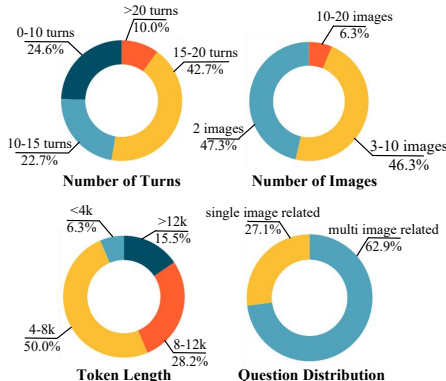 >20 turns
10.0%
0-10 turns
24.6%
15-20 turns
42.7%
10-15 turns
22.7%
Number of Turns
10-20 images
6.3%
2 images
47.3%
3-10 images
46.3%
Number of Images
<4k
6.3%
>12k
15.5%
4-8k
50.0%
8-12k
28.2%
Token Length
single image related
27.1%
multi image related
62.9%
Question Distribution